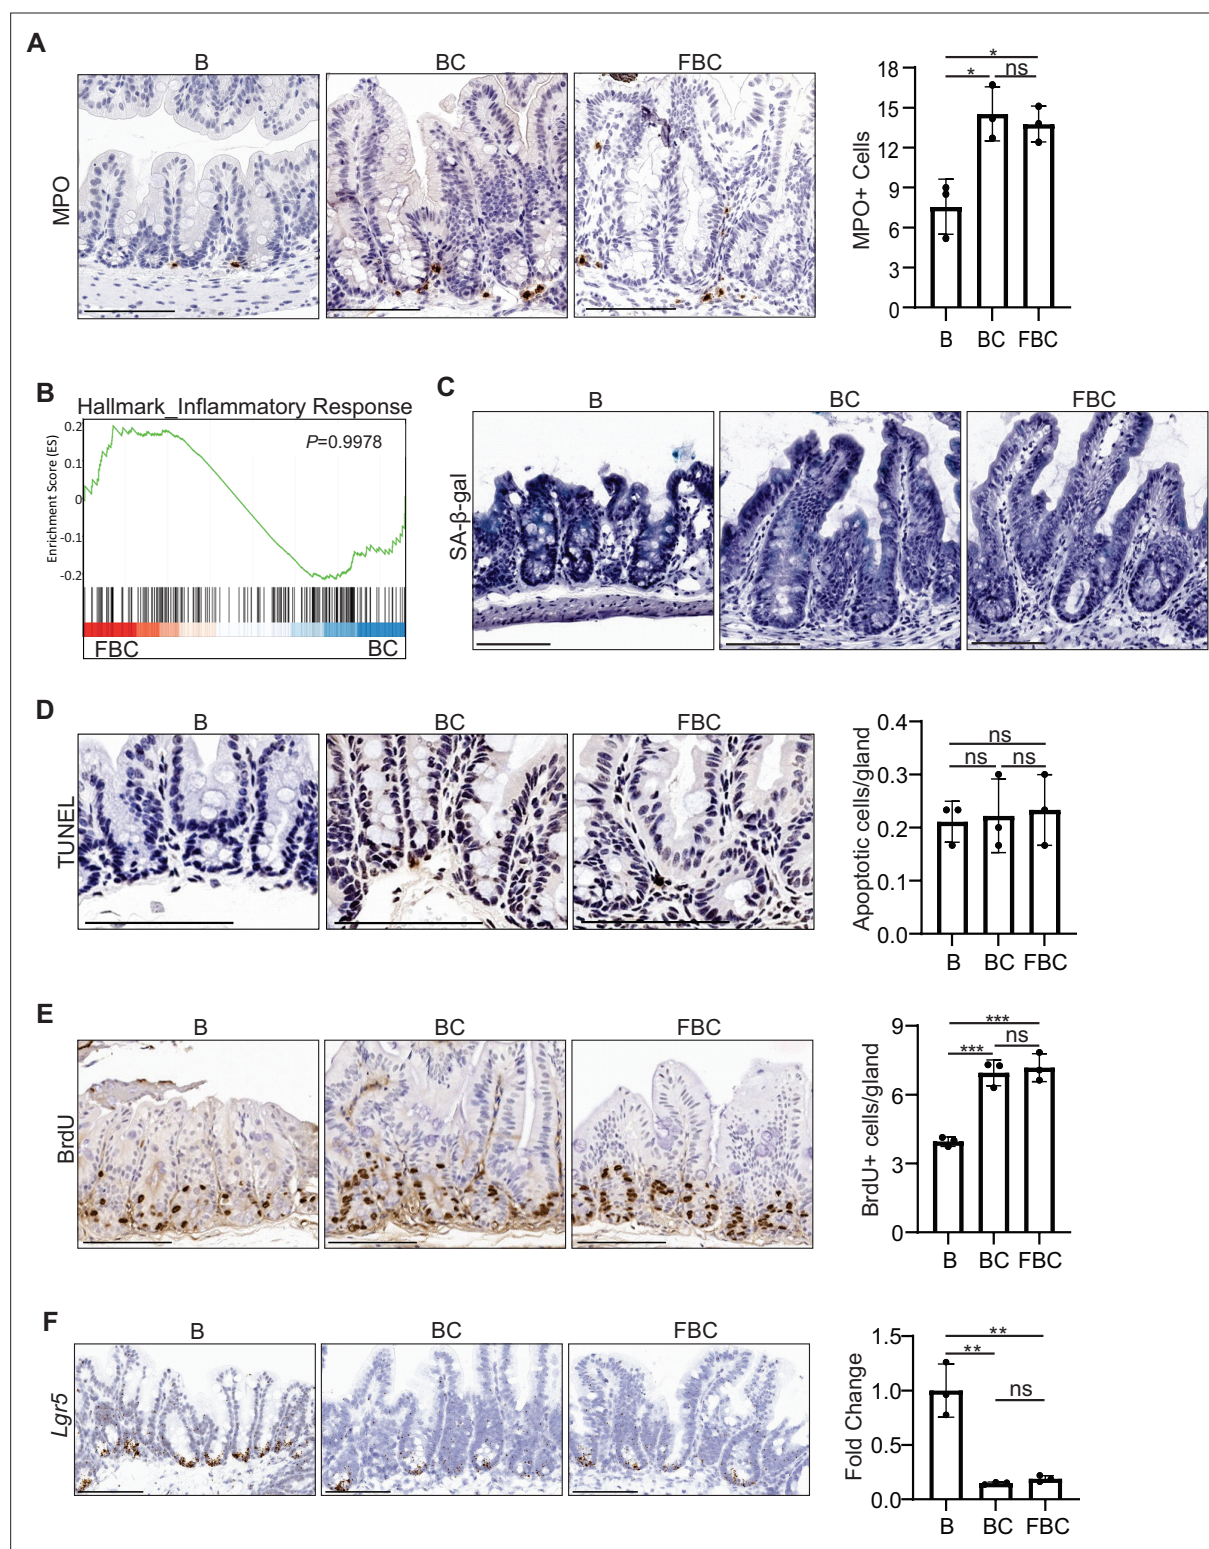 A
B
BC
FBC
MPO
MPO+ Cells
18
15
12
9
6
3
0
*
*
ns
B
BC
FBC
B
Hallmark_Inflammatory Response
P=0.9978
Enrichment Score (ES)
0.2
0.1
0
-0.1
-0.2
FBC
BC
C
B
BC
FBC
SA-β-gal
D
B
BC
FBC
TUNEL
Apoptotic cells/gland
0.4
0.3
0.2
0.1
0.0
ns
ns
ns
B
BC
FBC
E
B
BC
FBC
BrdU
BrdU+ cells/gland
9
6
3
0
***
***
ns
B
BC
FBC
F
B
BC
FBC
Lgr5
Fold Change
1.5
1.0
0.5
0.0
**
**
ns
B
BC
FBC